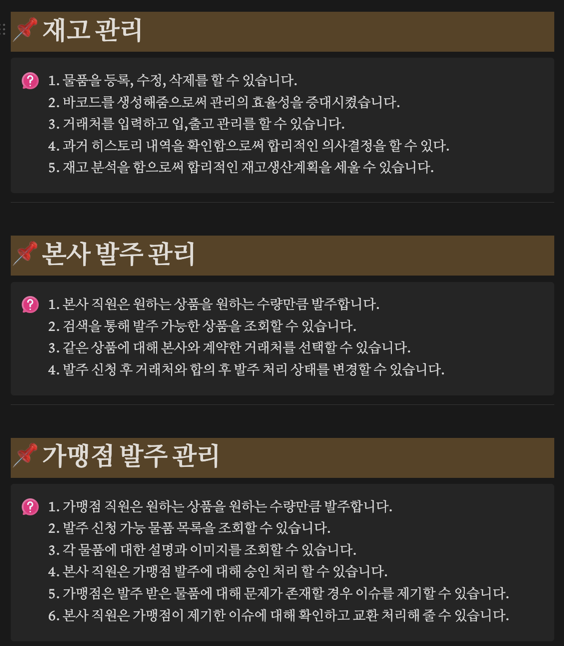 재고 관리
1. 물품을 등록, 수정, 삭제를 할 수 있습니다.
2. 바코드를 생성해줌으로써 관리의 효율성을 증대시켰습니다.
3. 거래처를 입력하고 입,출고 관리를 할 수 있습니다.
4. 과거 히스토리 내역을 확인함으로써 합리적인 의사결정을 할 수 있다.
5. 재고 분석을 함으로써 합리적인 재고생산계획을 세울 수 있습니다.
본사 발주 관리
1. 본사 직원은 원하는 상품을 원하는 수량만큼 발주합니다.
2. 검색을 통해 발주 가능한 상품을 조회할 수 있습니다.
3. 같은 상품에 대해 본사와 계약한 거래처를 선택할 수 있습니다.
4. 발주 신청 후 거래처와 합의 후 발주 처리 상태를 변경할 수 있습니다.
가맹점 발주 관리
1. 가맹점 직원은 원하는 상품을 원하는 수량만큼 발주합니다.
2. 발주 신청 가능 물품 목록을 조회할 수 있습니다.
3. 각 물품에 대한 설명과 이미지를 조회할 수 있습니다.
4. 본사 직원은 가맹점 발주에 대해 승인 처리 할 수 있습니다.
5. 가맹점은 발주 받은 물품에 대해 문제가 존재할 경우 이슈를 제기할 수 있습니다.
6. 본사 직원은 가맹점이 제기한 이슈에 대해 확인하고 교환 처리해 줄 수 있습니다.